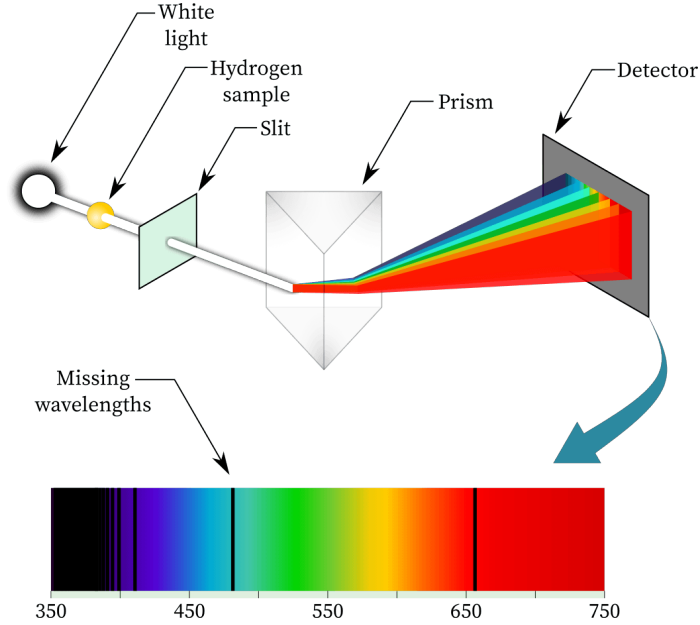 White
light
Hydrogen
sample
Slit
Prism
Detector
Missing
wavelengths
350 450 550 650 750